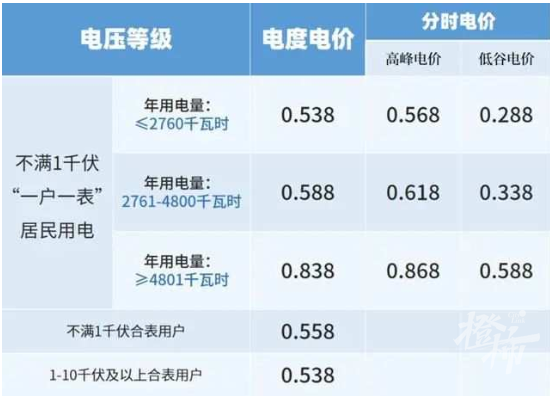 电压等级 电度电价 分时电价
高峰电价 低谷电价
不满1千伏
“一户一表”
居民用电
年用电量：
≤2760千瓦时
0.538 0.568 0.288
年用电量：
2761-4800千瓦时
0.588 0.618 0.338
年用电量：
≥4801千瓦时
0.838 0.868 0.588
不满1千伏合表用户 0.558
1-10千伏及以上合表用户 0.538
橙柿